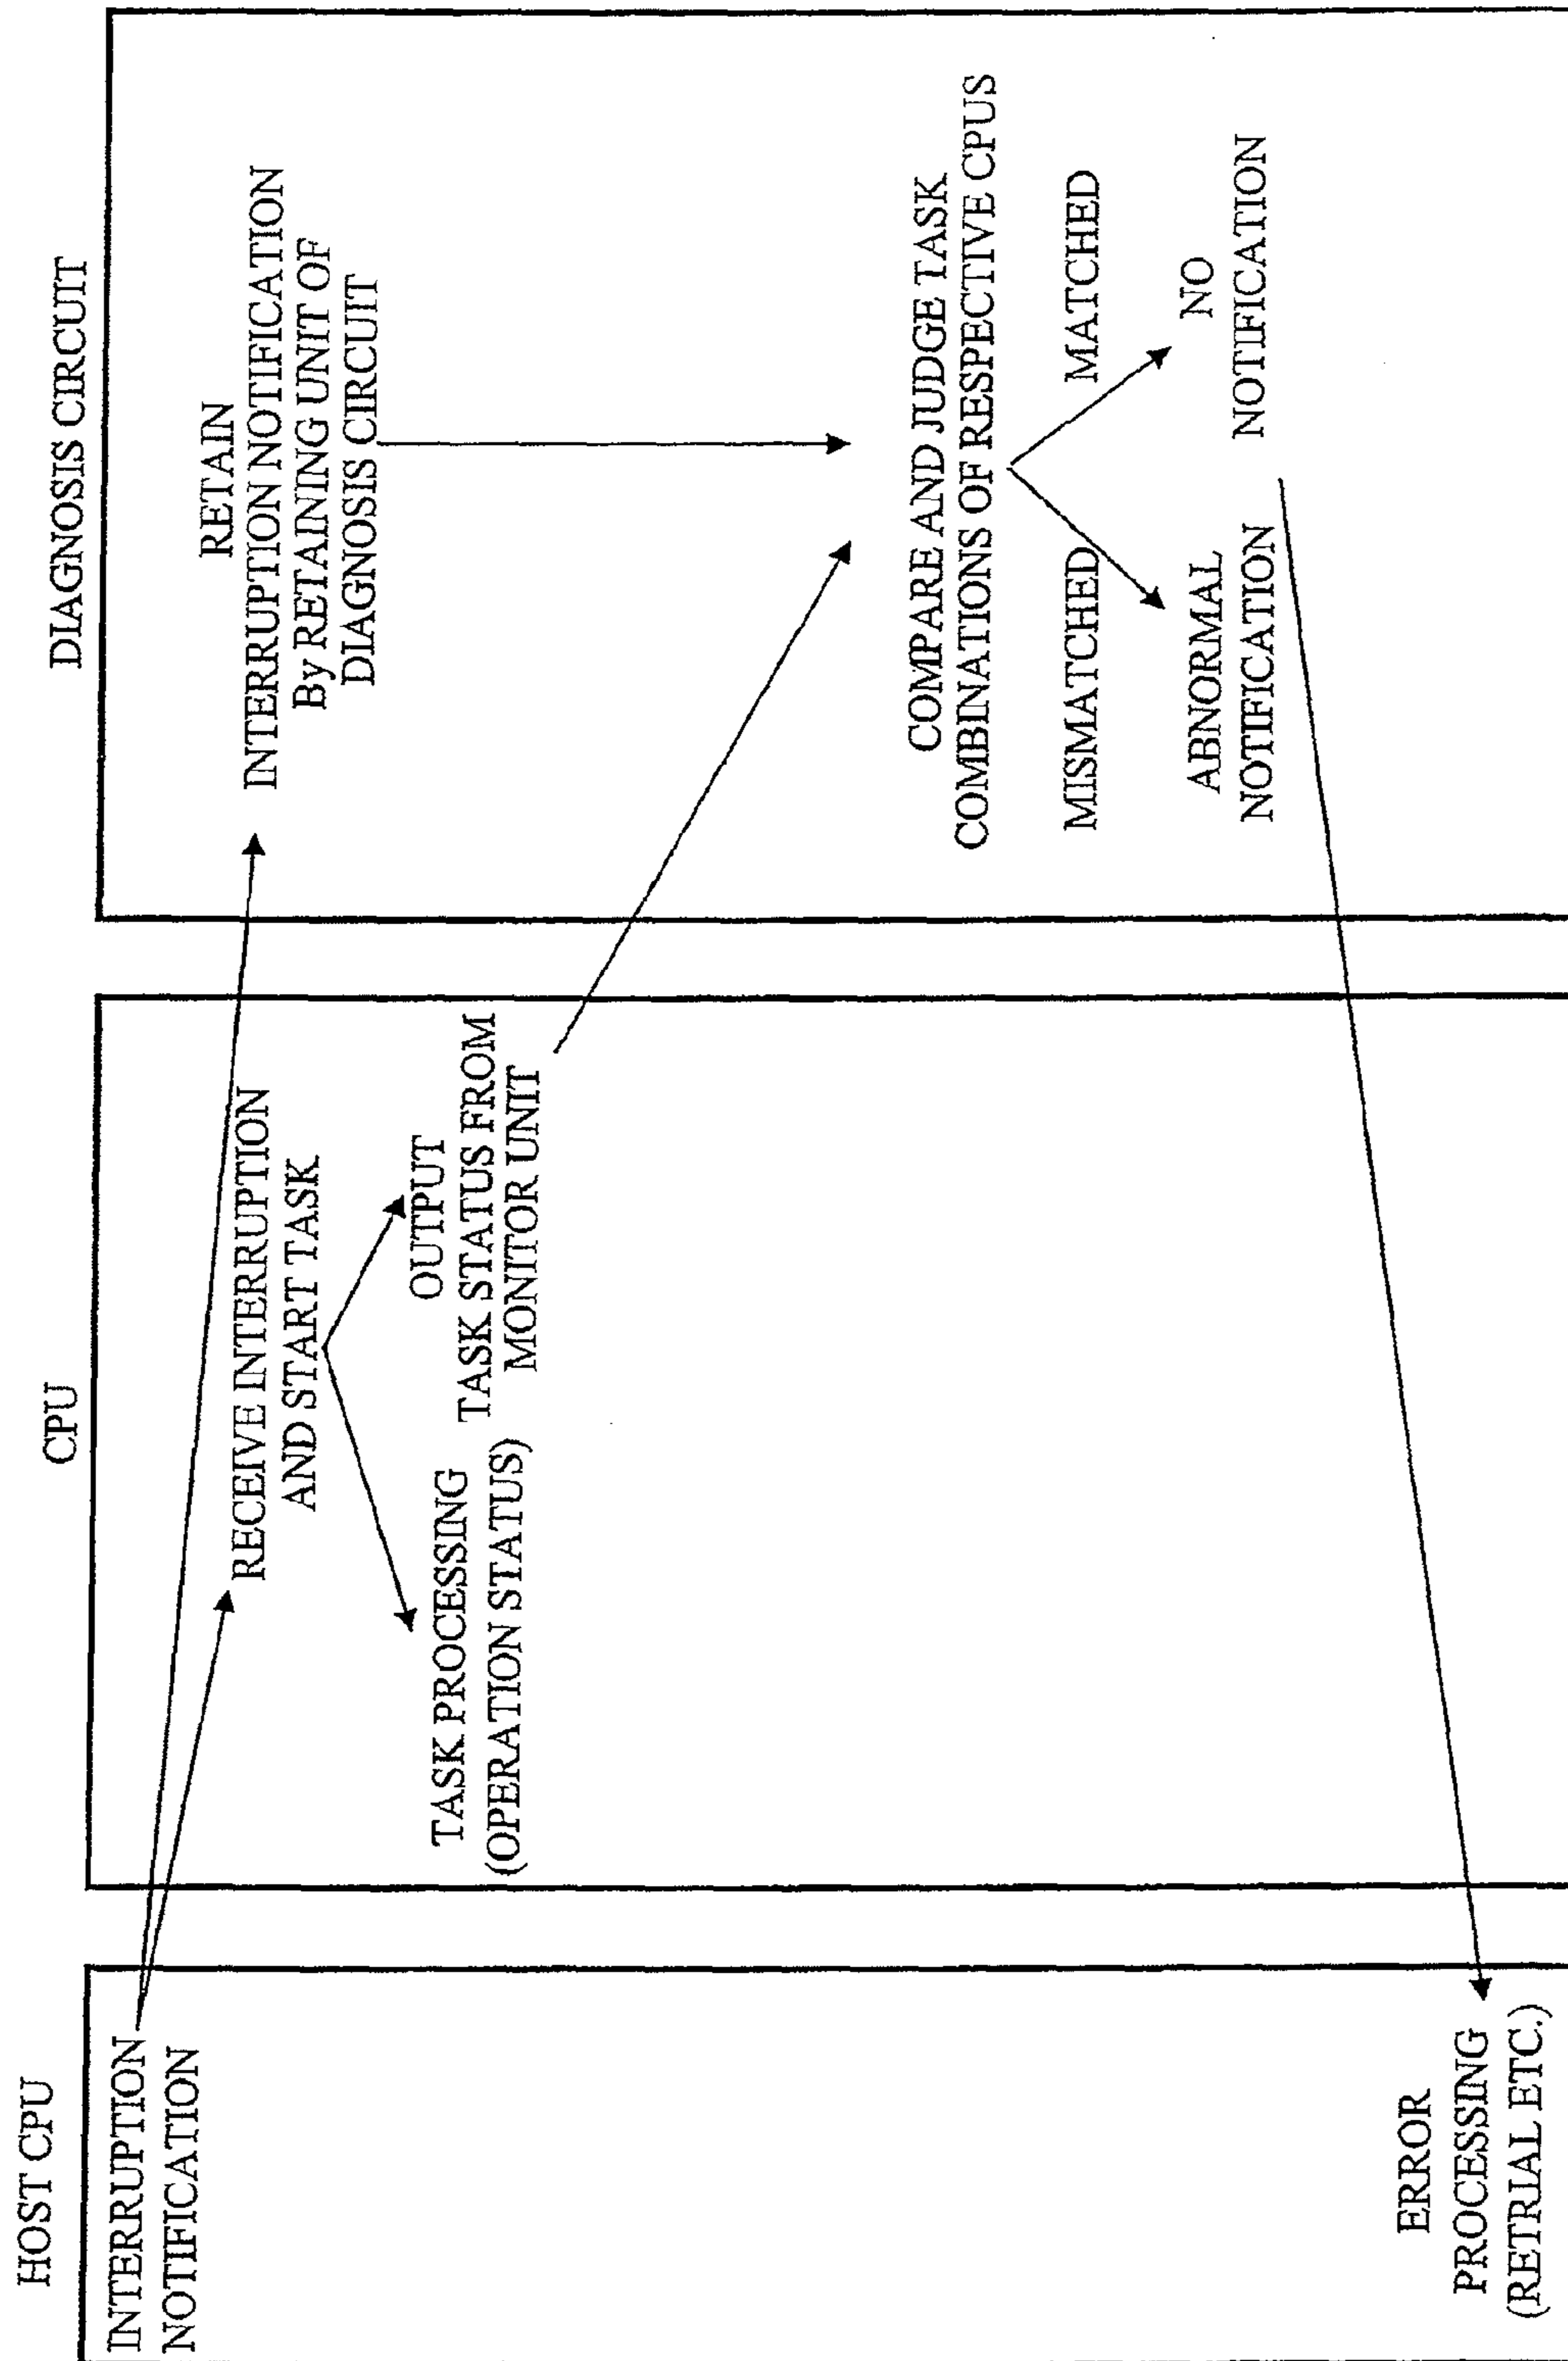 HOST CPU
INTERRUPTION
NOTIFICATION
ERROR
PROCESSING
(RETRIAL ETC.)
CPU
RECEIVE INTERRUPTION
AND START TASK
TASK PROCESSING
(OPERATION STATUS)
OUTPUT
TASK STATUS FROM
MONITOR UNIT
DIAGNOSIS CIRCUIT
RETAIN
INTERRUPTION NOTIFICATION
By RETAINING UNIT OF
DIAGNOSIS CIRCUIT
COMPARE AND JUDGE TASK
COMBINATIONS OF RESPECTIVE CPUS
MISMATCHED
MATCHED
ABNORMAL
NOTIFICATION
NO
NOTIFICATION